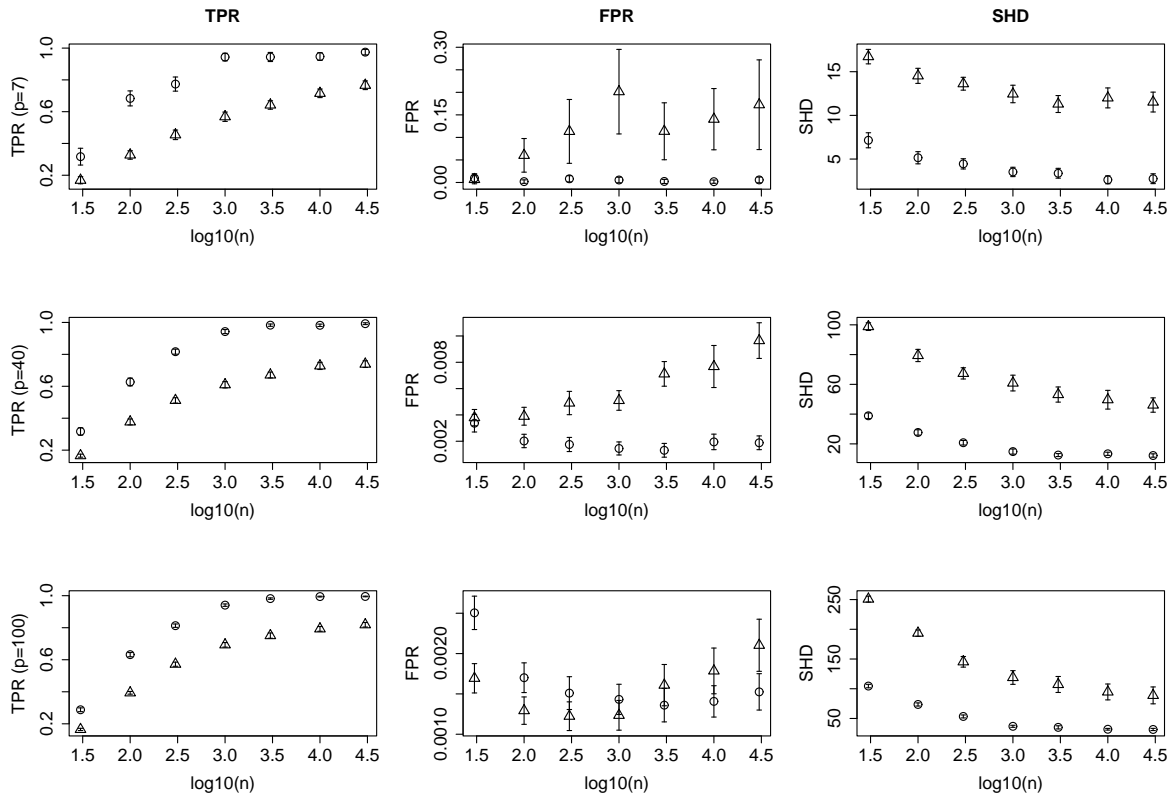 TPR FPR SHD
TPR (p=7)
0.2 0.6 1.0
1.5 2.0 2.5 3.0 3.5 4.0 4.5
log10(n)
FPR
0.00 0.15 0.30
1.5 2.0 2.5 3.0 3.5 4.0 4.5
log10(n)
SHD
5 10 15
1.5 2.0 2.5 3.0 3.5 4.0 4.5
log10(n)
TPR (p=40)
0.2 0.6 1.0
1.5 2.0 2.5 3.0 3.5 4.0 4.5
log10(n)
FPR
0.002 0.008
1.5 2.0 2.5 3.0 3.5 4.0 4.5
log10(n)
SHD
20 60 100
1.5 2.0 2.5 3.0 3.5 4.0 4.5
log10(n)
TPR (p=100)
0.2 0.6 1.0
1.5 2.0 2.5 3.0 3.5 4.0 4.5
log10(n)
FPR
0.0010 0.0020
1.5 2.0 2.5 3.0 3.5 4.0 4.5
log10(n)
SHD
50 150 250
1.5 2.0 2.5 3.0 3.5 4.0 4.5
log10(n)